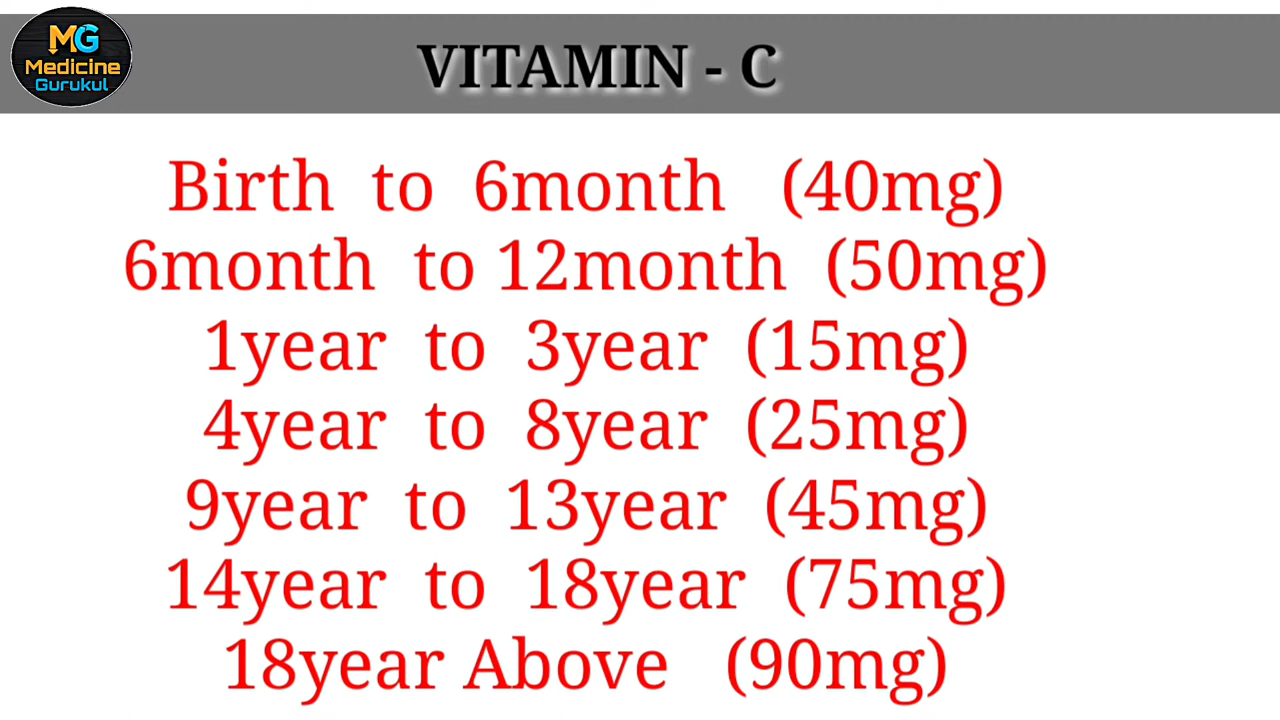 MG
Medicine
Gurukul
VITAMIN - C
Birth to 6month (40mg)
6month to 12month (50mg)
1year to 3year (15mg)
4year to 8year (25mg)
9year to 13year (45mg)
14year to 18year (75mg)
18year Above (90mg)